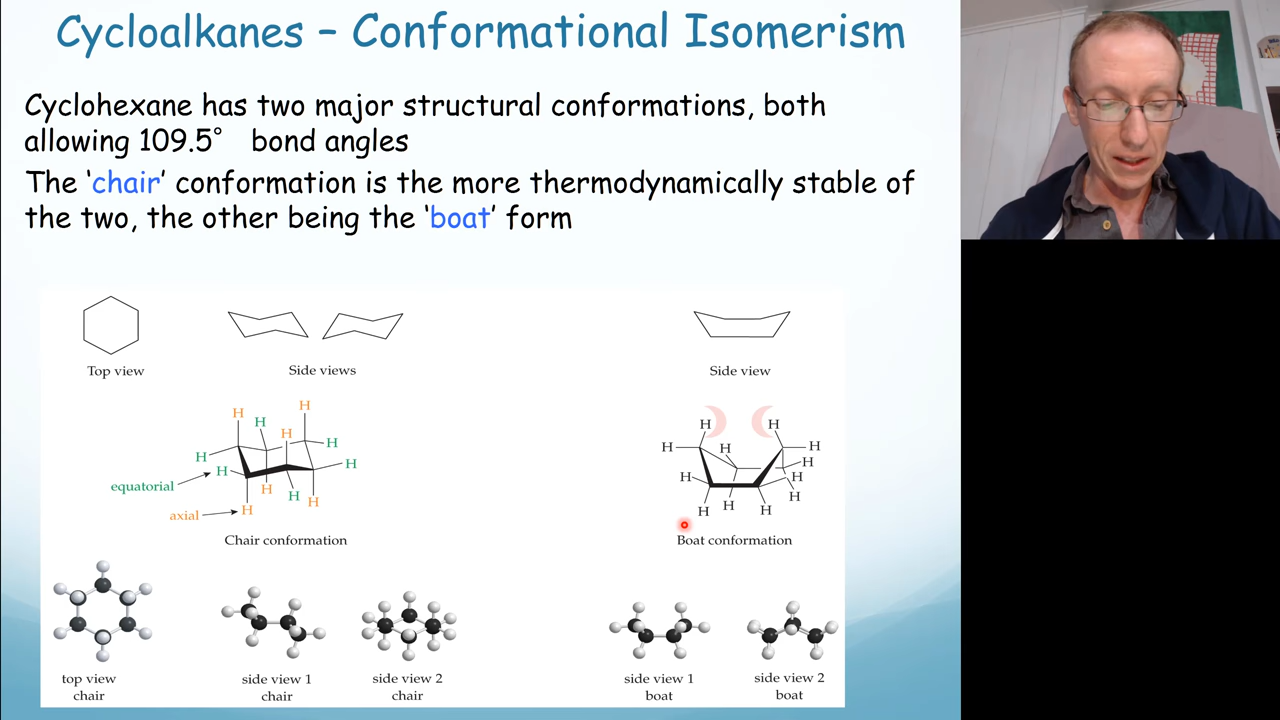 Cycloalkanes – Conformational Isomerism
Cyclohexane has two major structural conformations, both
allowing 109.5° bond angles
The ‘chair’ conformation is the more thermodynamically stable of
the two, the other being the ‘boat’ form
Top view
Side views
Side view
H H H H H H H H H H H H
equatorial
axial
Chair conformation
H H H H H H H H H H H H
Boat conformation
top view
chair
side view 1
chair
side view 2
chair
side view 1
boat
side view 2
boat